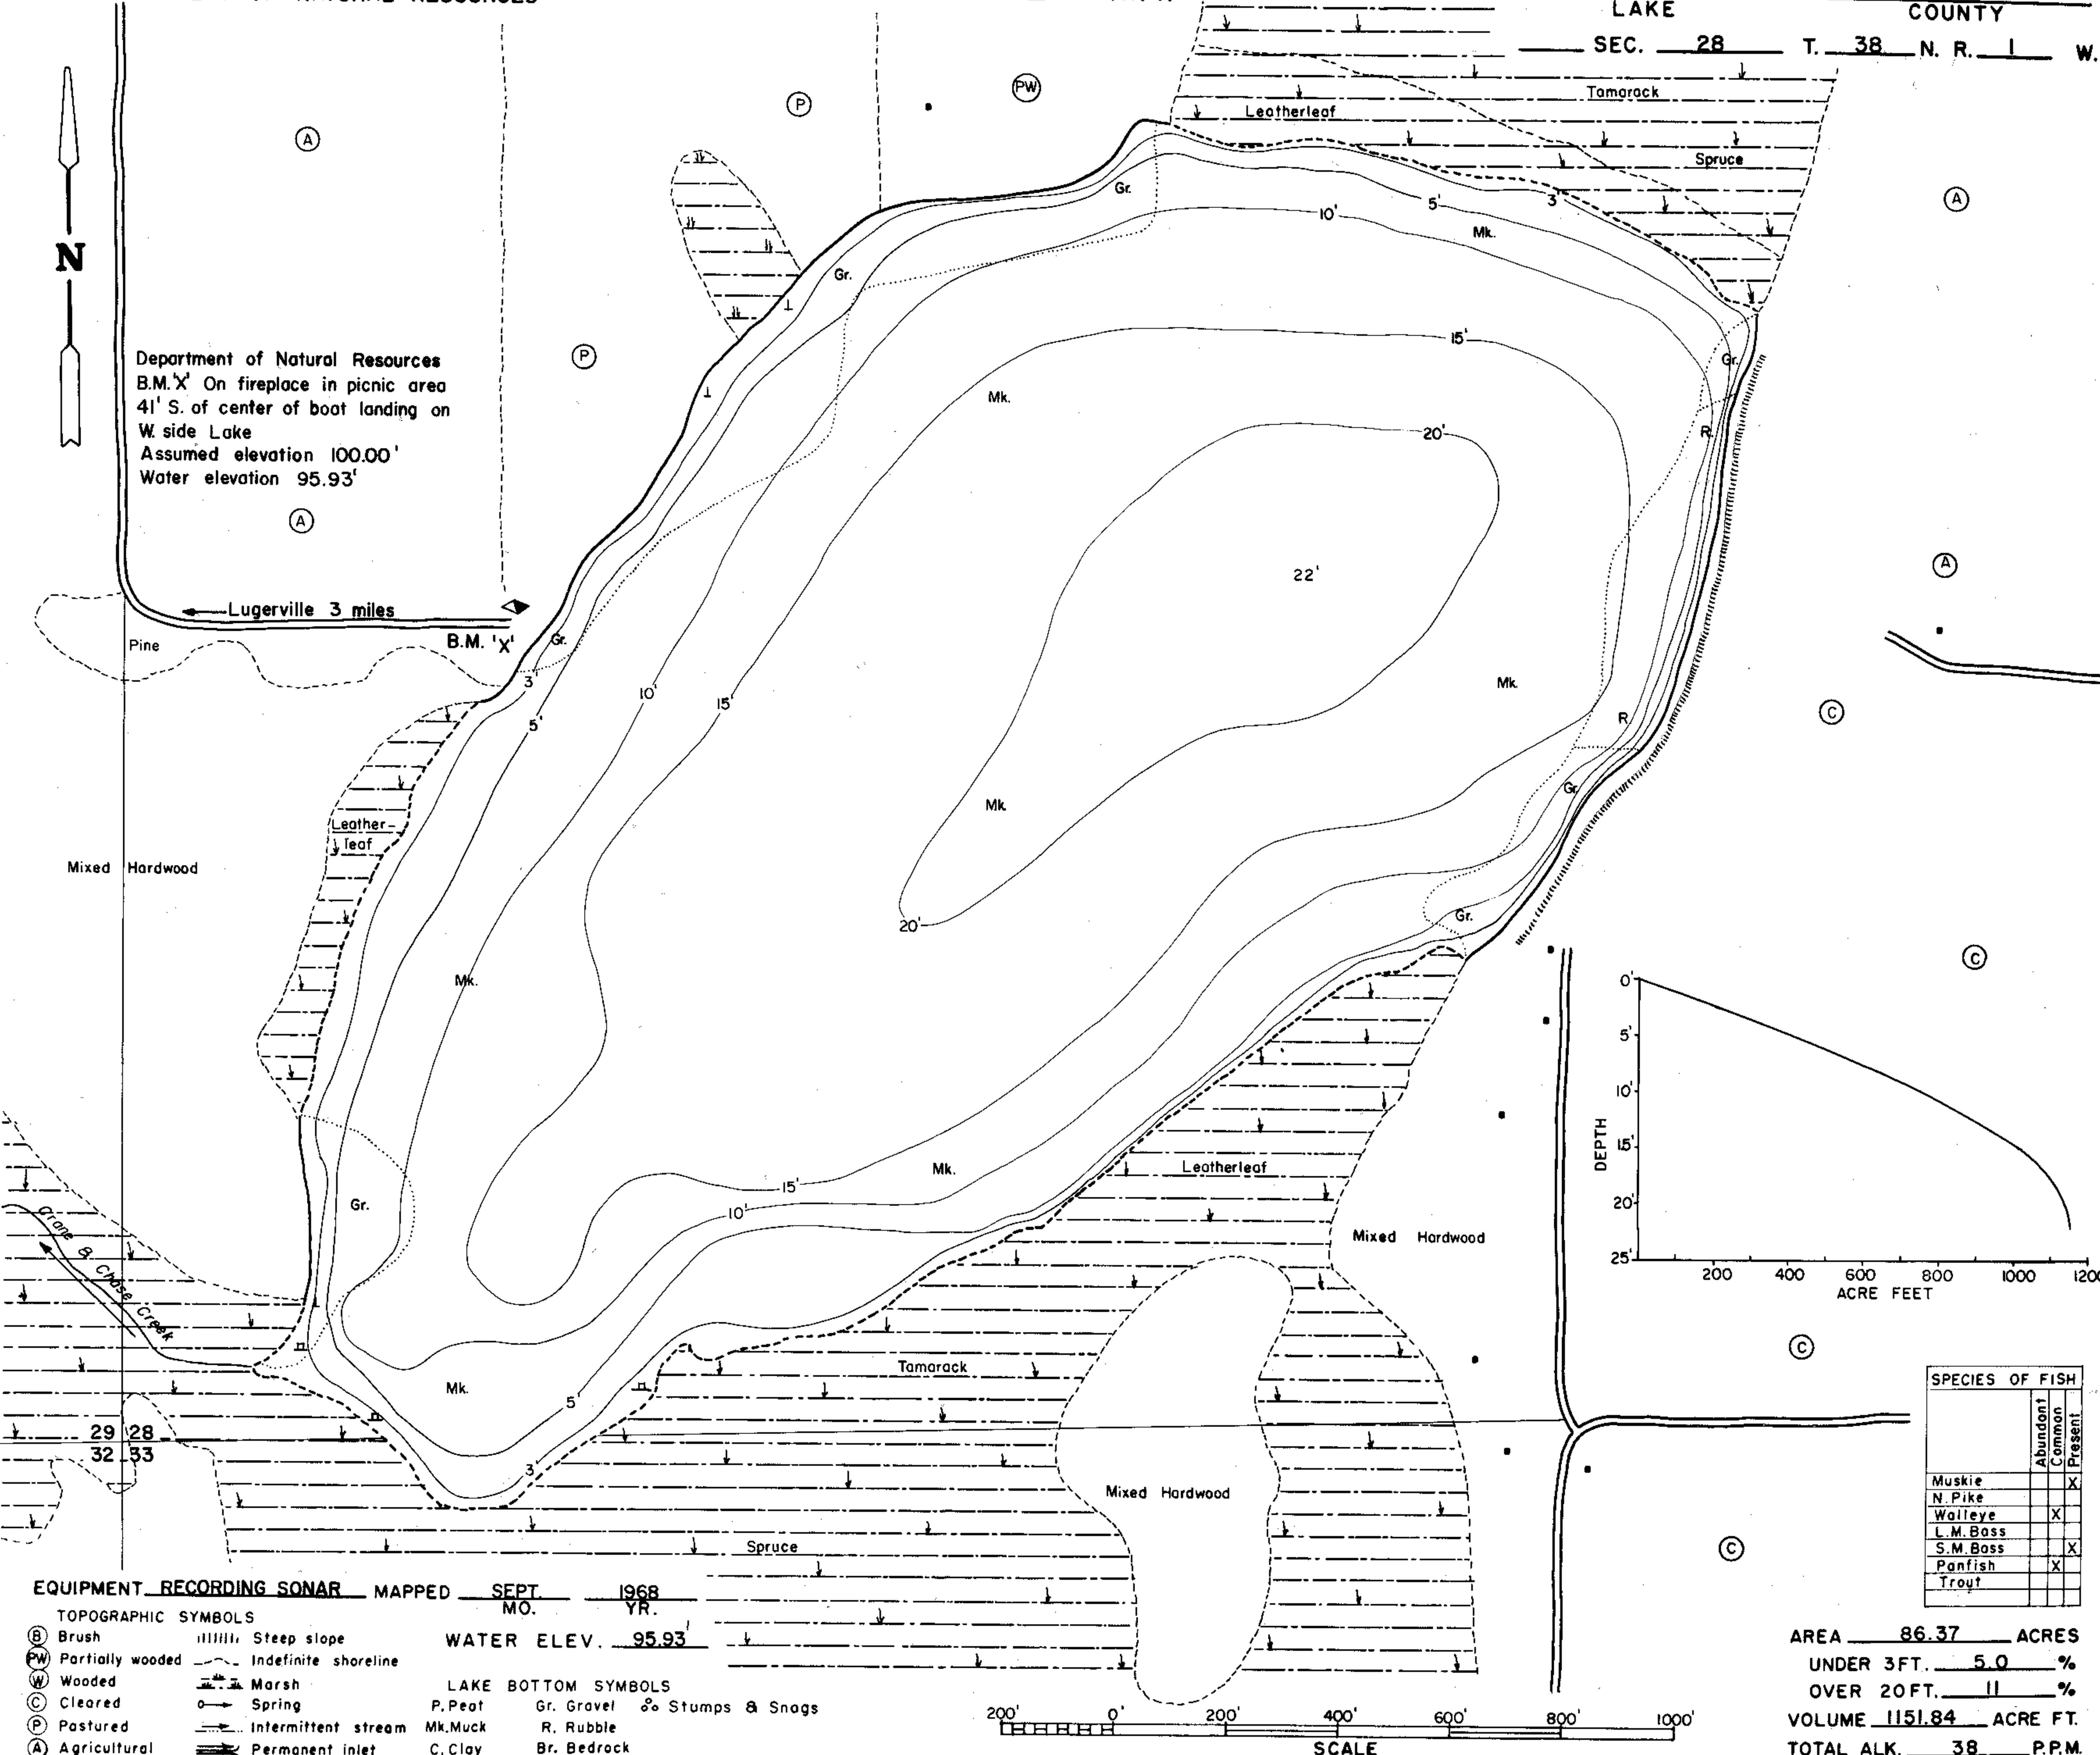 NATURAL RESOURCES
LAKE COUNTY
SEC. 28 T. 38 N. R. 1 W.
A
P
PW
Leatherleaf
Tamarack
Spruce
A
Gr.
10'
5'
3'
Mk.
N
Gr.
P
Department of Natural Resources
B.M.'X' On fireplace in picnic area
41' S. of center of boat landing on
W. side Lake
Assumed elevation 100.00'
Water elevation 95.93'
15'
Gr.
Mk.
20'
R.
A
22'
A
Lugerville 3 miles
B.M. 'X'
Gr.
Pine
3'
10'
15'
5'
Mk.
R.
C
Gr.
Mk.
Leather-
leaf
Mixed Hardwood
20'
Gr.
C
Mk.
0'
5'
10'
15'
20'
25'
DEPTH
200 400 600 800 1000
ACRE FEET
Mk.
Leatherleaf
15'
10'
Gr.
Mixed Hardwood
Crane & Chase Creek
C
Tamarack
Mk.
5'
29 28
32 33
3'
Mixed Hardwood
C
Spruce
SPECIES OF FISH
Abundant
Common
Present
Muskie X
N. Pike
Walleye X
L.M. Bass
S.M. Bass X
Panfish X
Trout
EQUIPMENT RECORDING SONAR MAPPED SEPT. 1968
MO. YR.
TOPOGRAPHIC SYMBOLS
B Brush
PW Partially wooded
W Wooded
C Cleared
P Pastured
A Agricultural
Steep slope
Indefinite shoreline
Marsh
Spring
Intermittent stream
Permanent inlet
WATER ELEV. 95.93'
LAKE BOTTOM SYMBOLS
P. Peat Gr. Gravel Stumps & Snags
Mk. Muck R. Rubble
C. Clay Br. Bedrock
200' 0' 200' 400' 600' 800' 1000'
SCALE
AREA 86.37 ACRES
UNDER 3 FT. 5.0 %
OVER 20 FT. 11 %
VOLUME 1151.84 ACRE FT.
TOTAL ALK. 38 P.P.M.